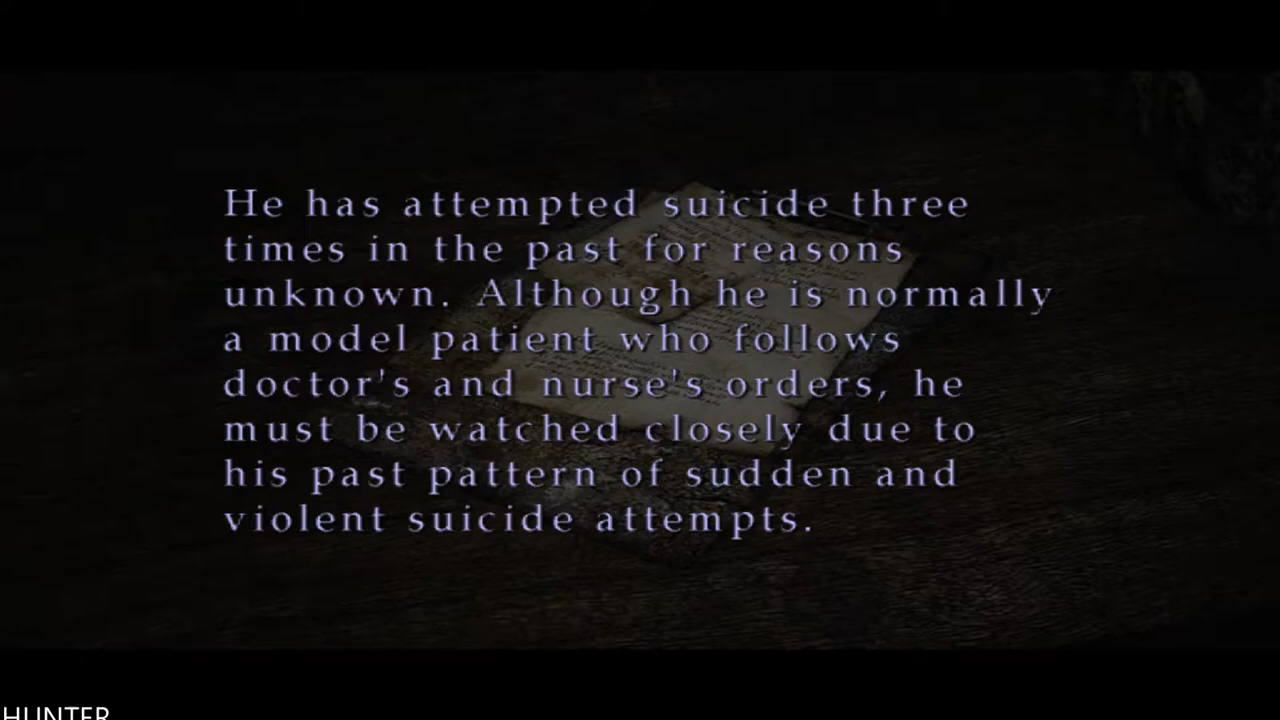 He has attempted suicide three
times in the past for reasons
unknown. Although he is normally
a model patient who follows
doctor's and nurse's orders, he
must be watched closely due to
his past pattern of sudden and
violent suicide attempts.
HUNTER